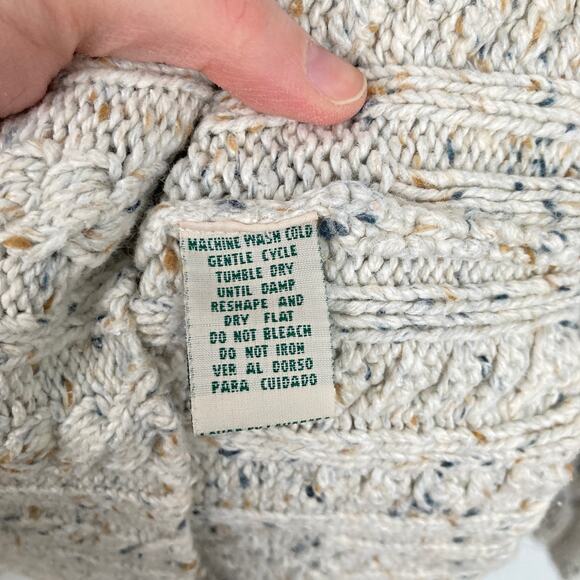 MACHINE WASH COLD
GENTLE CYCLE
TUMBLE DRY
UNTIL DAMP
RESHAPE AND
DRY FLAT
DO NOT BLEACH
DO NOT IRON
VER AL DORSO
PARA CUIDADO